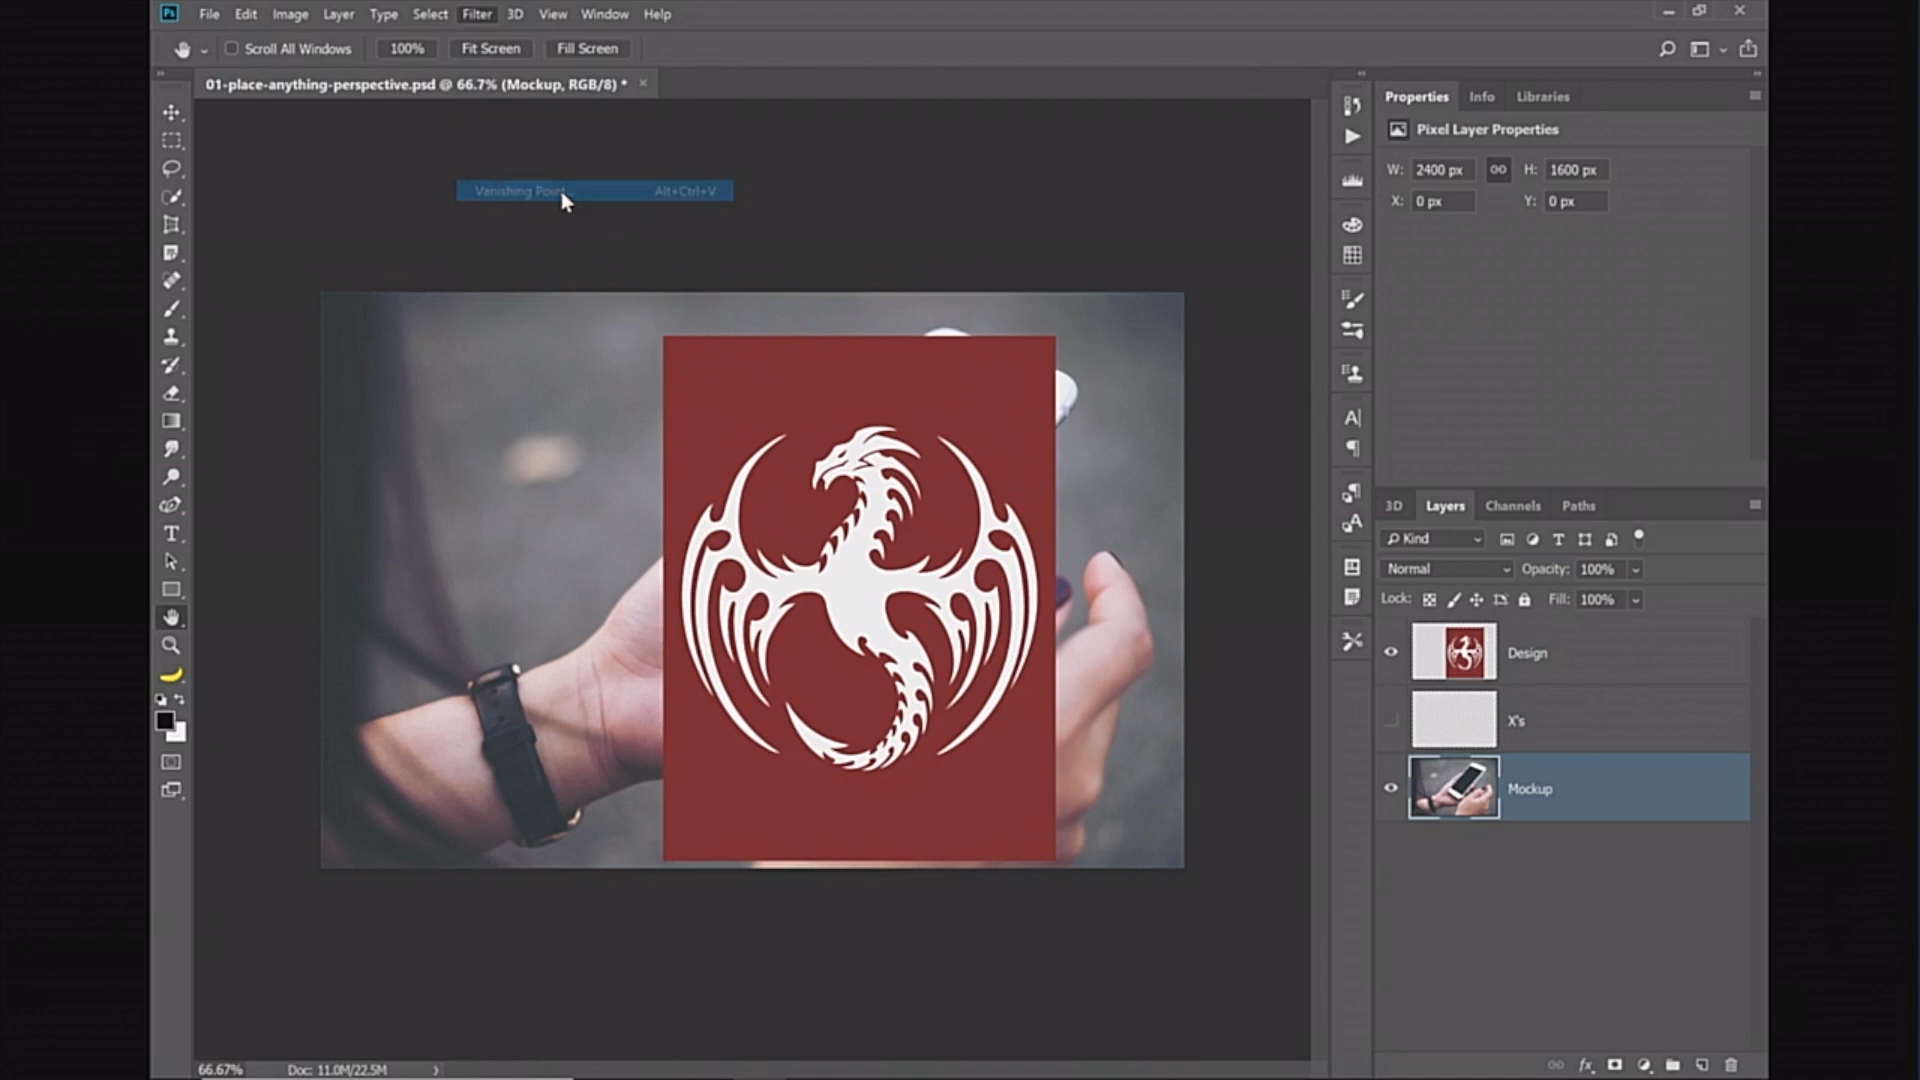 Ps File Edit Image Layer Type Select Filter 3D View Window Help
Scroll All Windows 100% Fit Screen Fill Screen
01-place-anything-perspective.psd @ 66.7% (Mockup, RGB/8) *
Vanishing Point... Alt+Ctrl+V
Properties Info Libraries
Pixel Layer Properties
W: 2400 px H: 1600 px
X: 0 px Y: 0 px
3D Layers Channels Paths
Kind
Normal Opacity: 100%
Lock: Fill: 100%
Design
X's
Mockup
66.67% Doc: 11.0M/22.5M